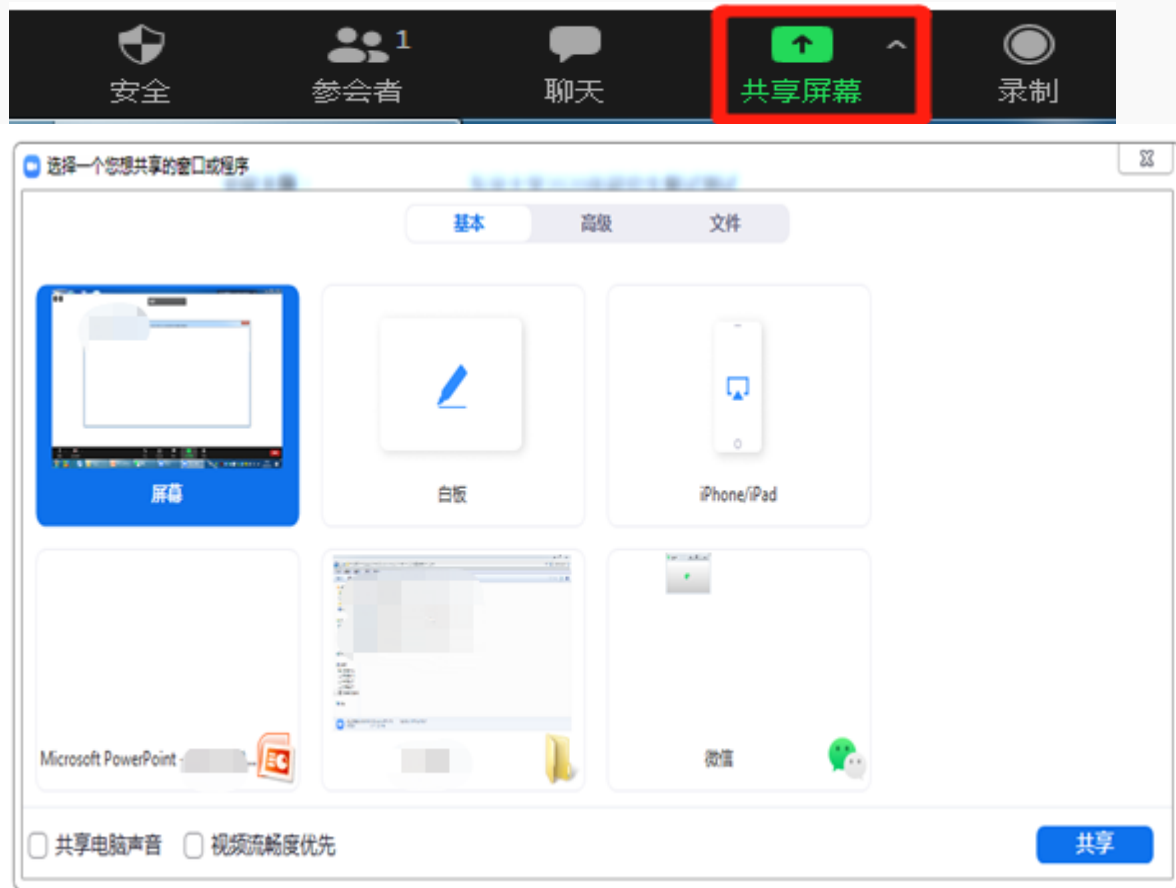 1
安全 参会者 聊天 共享屏幕 录制
选择一个您想共享的窗口或程序
基本 高级 文件
屏幕 白板 iPhone/iPad
Microsoft PowerPoint - ... 微信
共享电脑声音 视频流畅度优先 共享